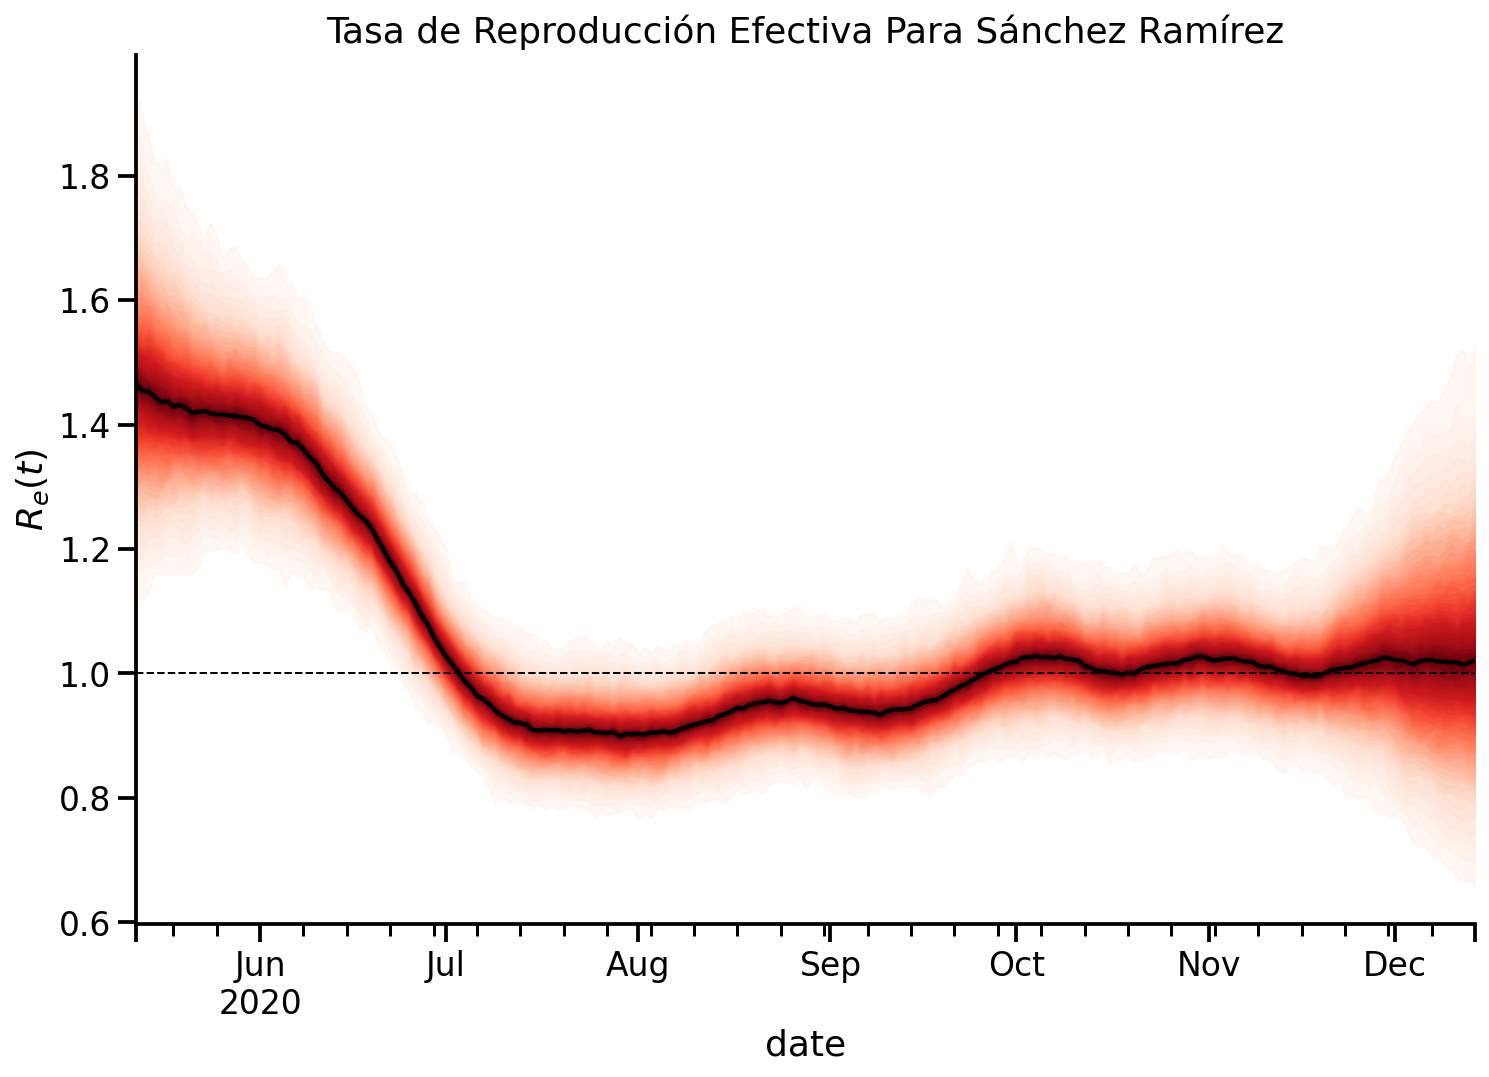 Tasa de Reproducción Efectiva Para Sánchez Ramírez
1.8
1.6
1.4
1.2
1.0
0.8
0.6
R_e(t)
Jun Jul Aug Sep Oct Nov Dec
2020
date